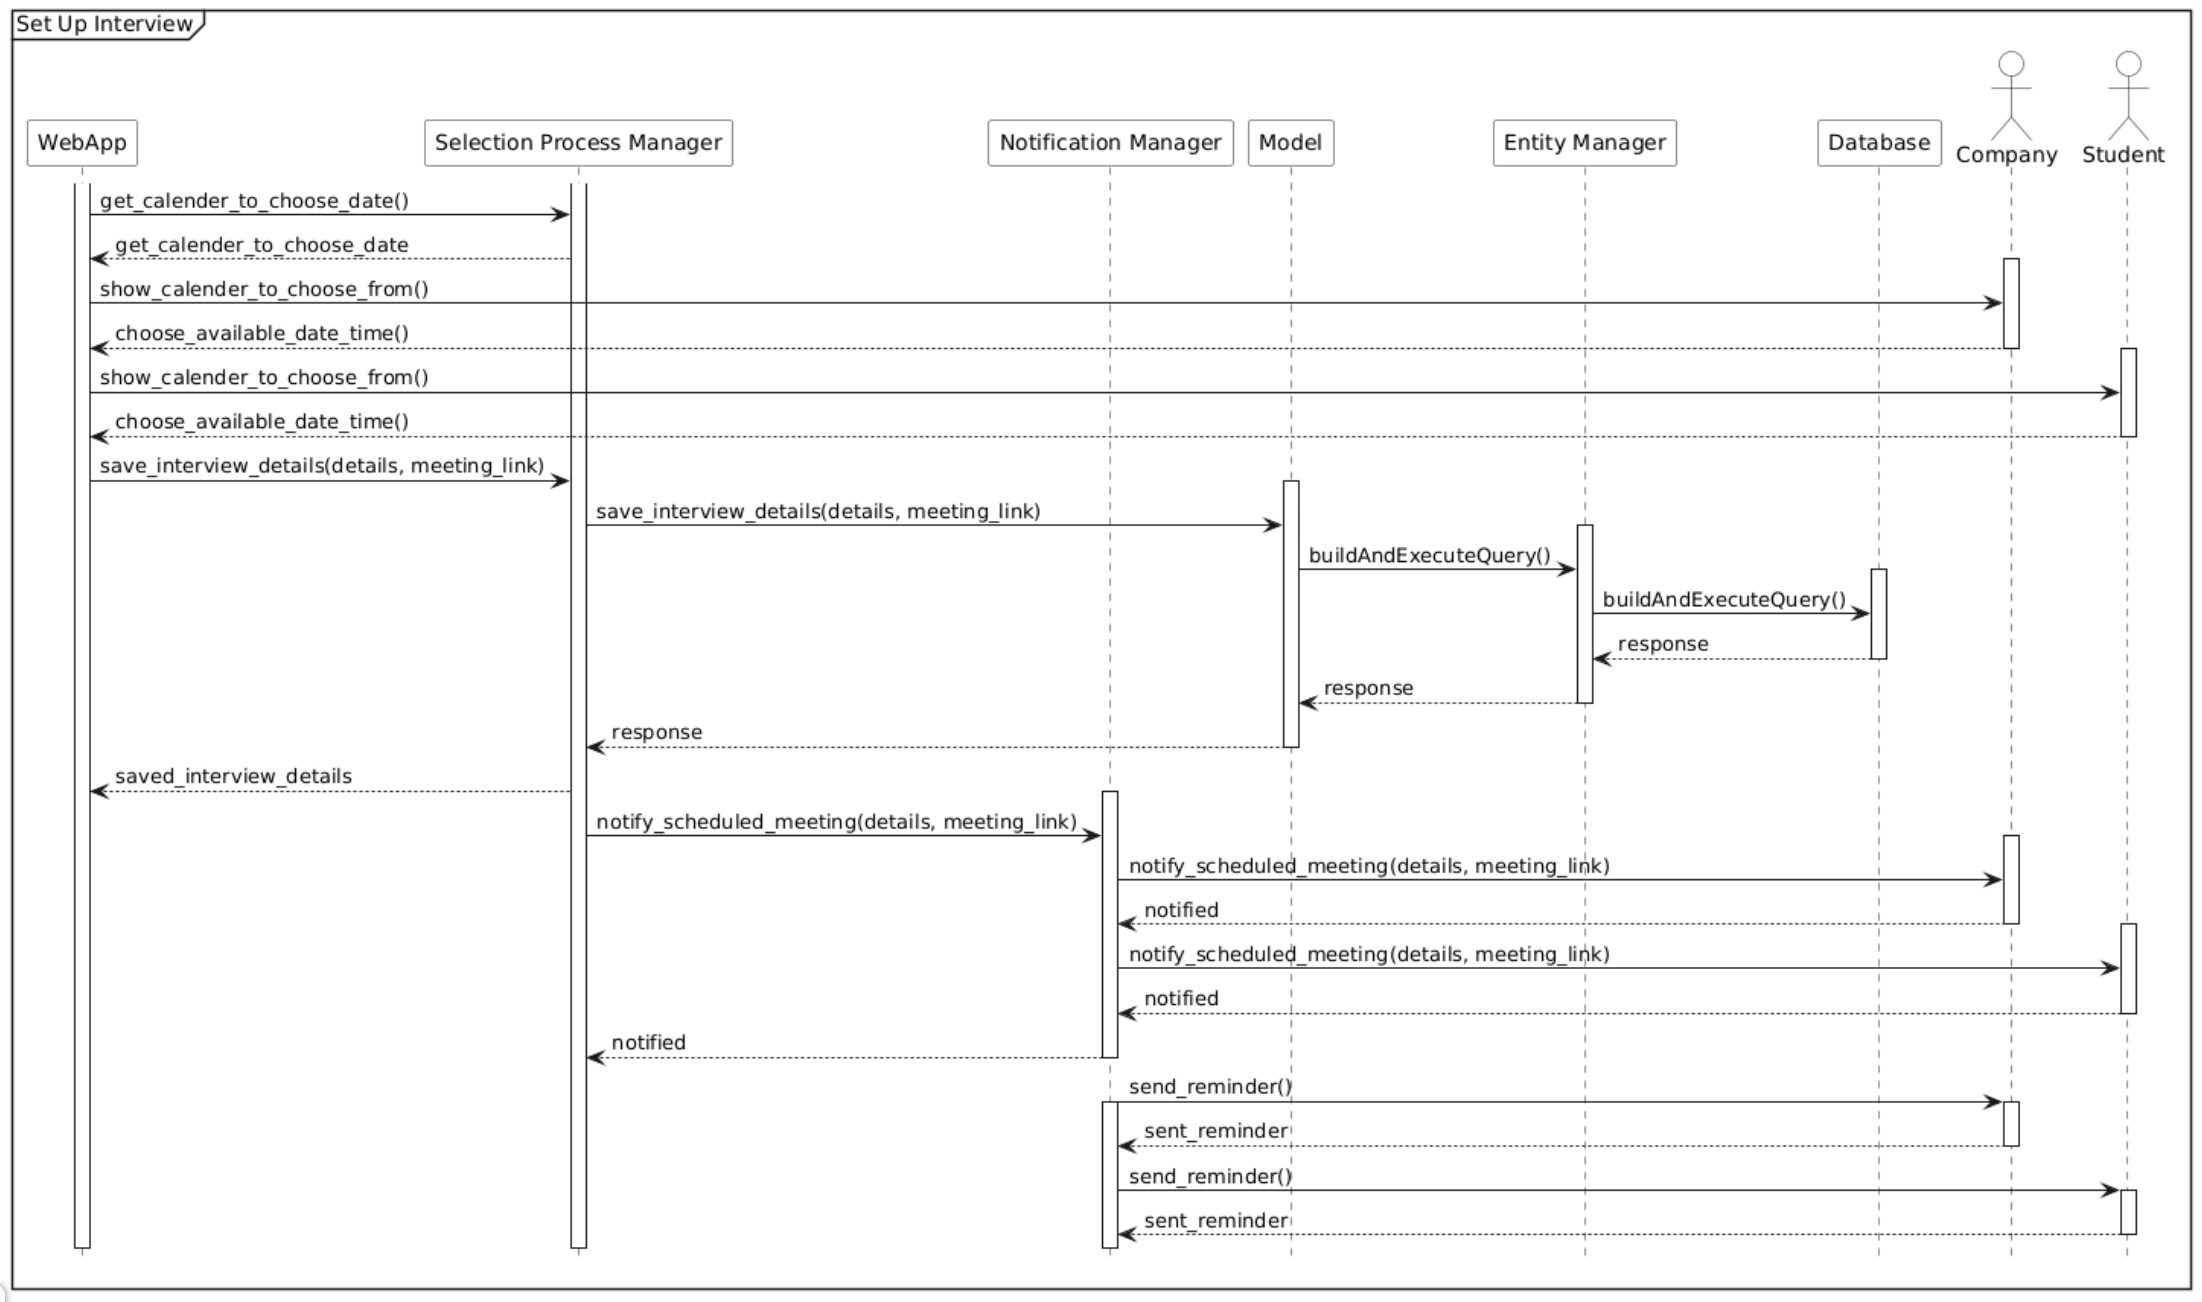 Set Up Interview
WebApp
Selection Process Manager
Notification Manager
Model
Entity Manager
Database
Company
Student
get_calender_to_choose_date()
get_calender_to_choose_date
show_calender_to_choose_from()
choose_available_date_time()
show_calender_to_choose_from()
choose_available_date_time()
save_interview_details(details, meeting_link)
save_interview_details(details, meeting_link)
buildAndExecuteQuery()
buildAndExecuteQuery()
response
response
response
saved_interview_details
notify_scheduled_meeting(details, meeting_link)
notify_scheduled_meeting(details, meeting_link)
notified
notify_scheduled_meeting(details, meeting_link)
notified
notified
send_reminder()
sent_reminder
send_reminder()
sent_reminder